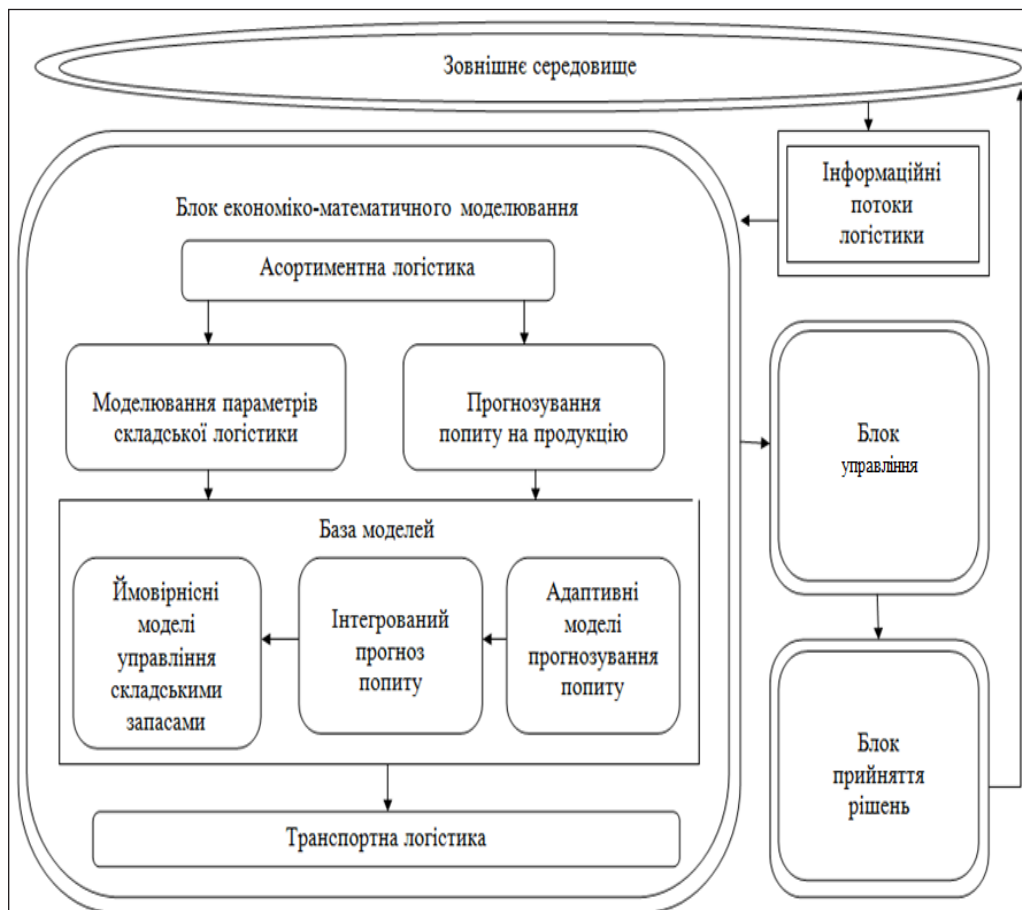 Зовнішнє середовище
Інформаційні
потоки
логістики
Блок економіко-математичного моделювання
Асортиментна логістика
Моделювання параметрів
складської логістики
Прогнозування
попиту на продукцію
База моделей
Ймовірнісні
моделі
управління
складськими
запасами
Інтегрований
прогноз
попиту
Адаптивні
моделі
прогнозування
попиту
Транспортна логістика
Блок
управління
Блок
прийняття
рішень